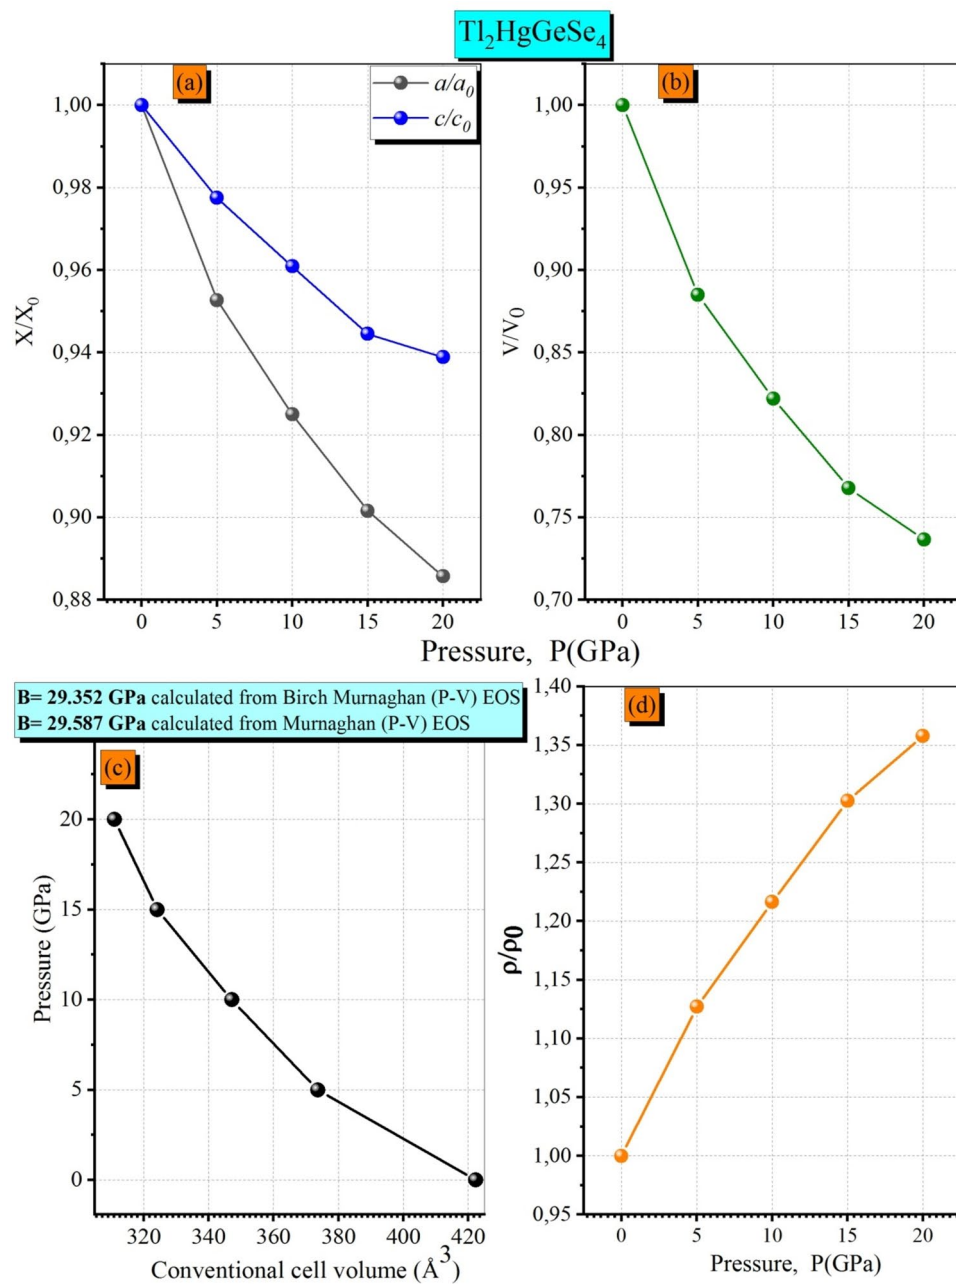 Tl₂HgGeSe₄
(a)
a/a₀
c/c₀
1,00
0,98
0,96
0,94
0,92
0,90
0,88
X/X₀
0 5 10 15 20
(b)
1,00
0,95
0,90
0,85
0,80
0,75
0,70
V/V₀
0 5 10 15 20
Pressure, P(GPa)
B= 29.352 GPa calculated from Birch Murnaghan (P-V) EOS
B= 29.587 GPa calculated from Murnaghan (P-V) EOS
(c)
20
15
10
5
0
Pressure (GPa)
320 340 360 380 400 420
Conventional cell volume (Å³)
(d)
1,40
1,35
1,30
1,25
1,20
1,15
1,10
1,05
1,00
0,95
ρ/ρ0
0 5 10 15 20
Pressure, P(GPa)